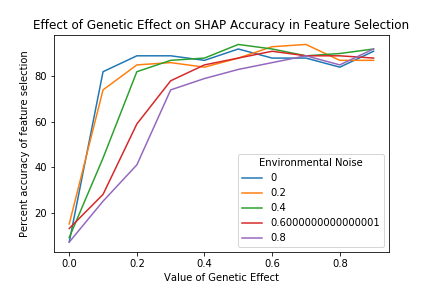 Effect of Genetic Effect on SHAP Accuracy in Feature Selection
Percent accuracy of feature selection
80
60
40
20
Environmental Noise
0
0.2
0.4
0.6000000000000001
0.8
0.0 0.2 0.4 0.6 0.8
Value of Genetic Effect